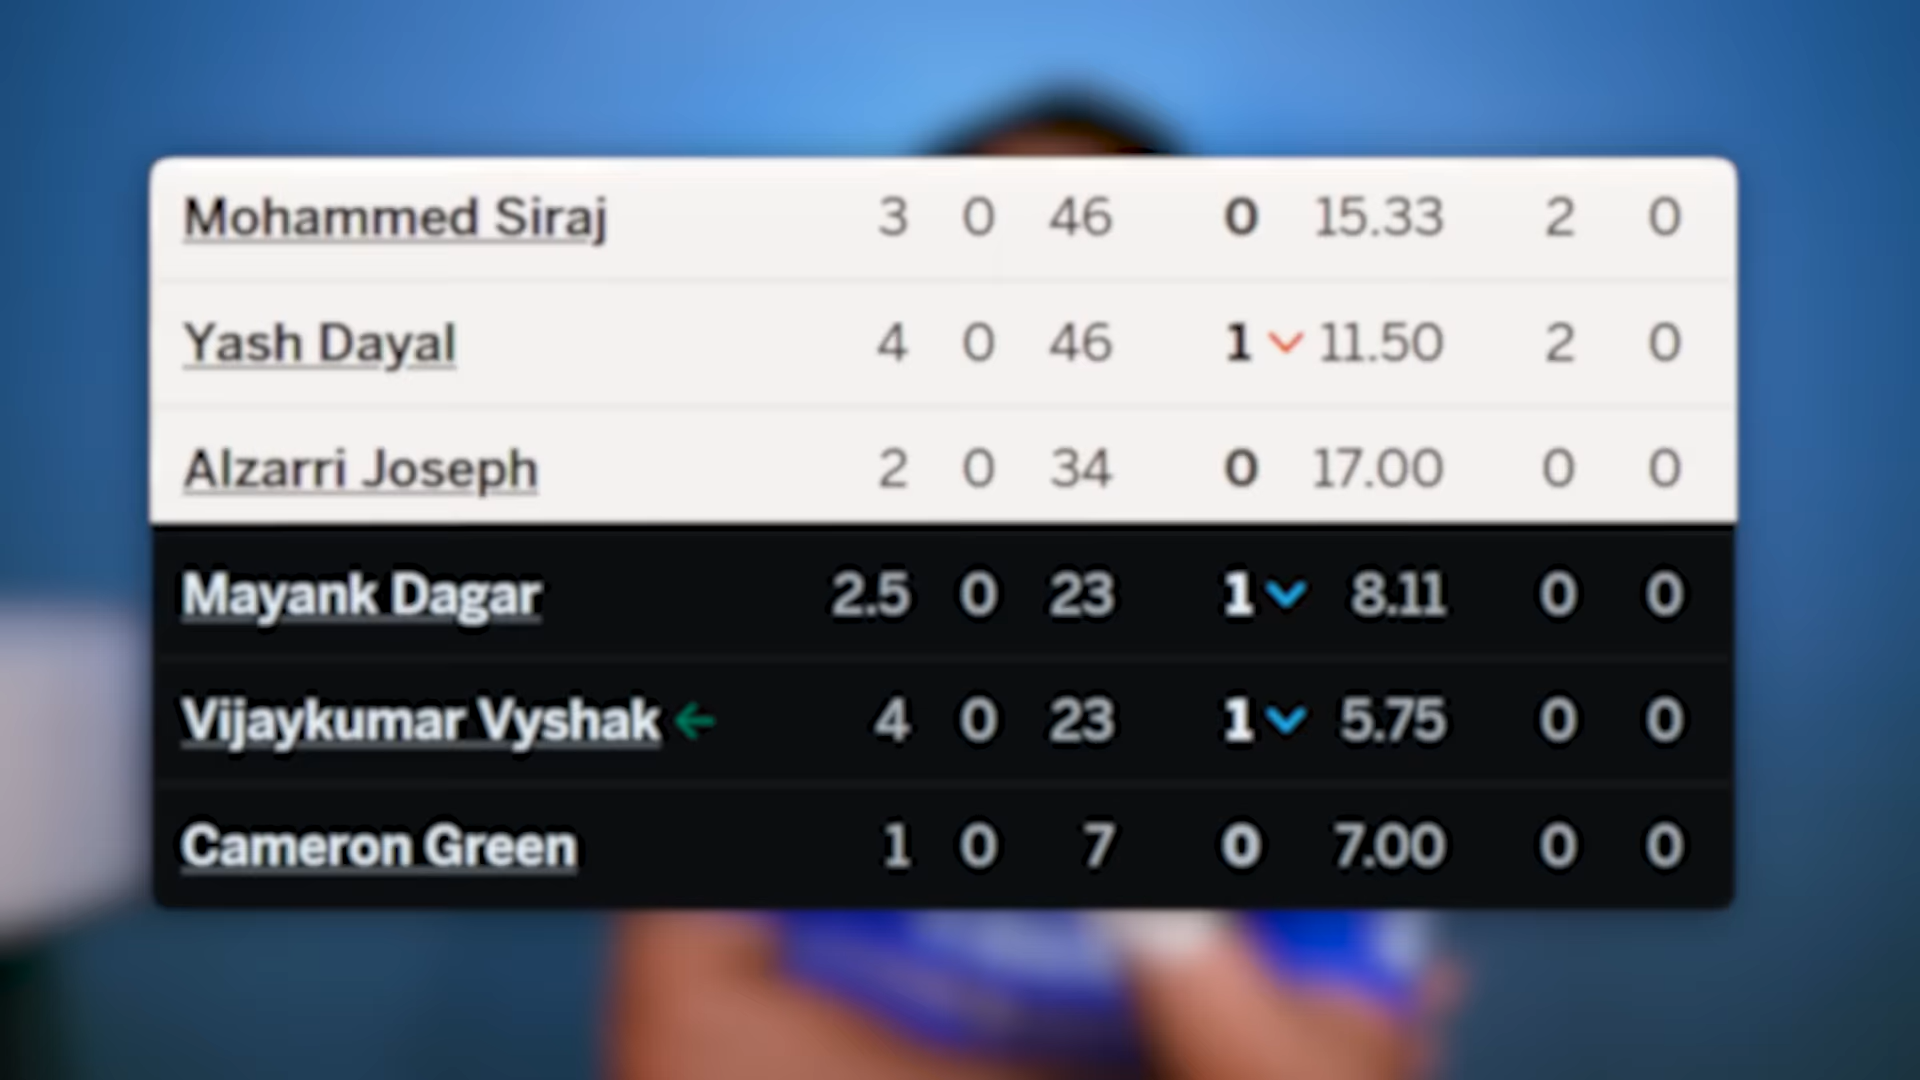 Mohammed Siraj 3 0 46 0 15.33 2 0
Yash Dayal 4 0 46 1 11.50 2 0
Alzarri Joseph 2 0 34 0 17.00 0 0
Mayank Dagar 2.5 0 23 1 8.11 0 0
Vijaykumar Vyshak 4 0 23 1 5.75 0 0
Cameron Green 1 0 7 0 7.00 0 0